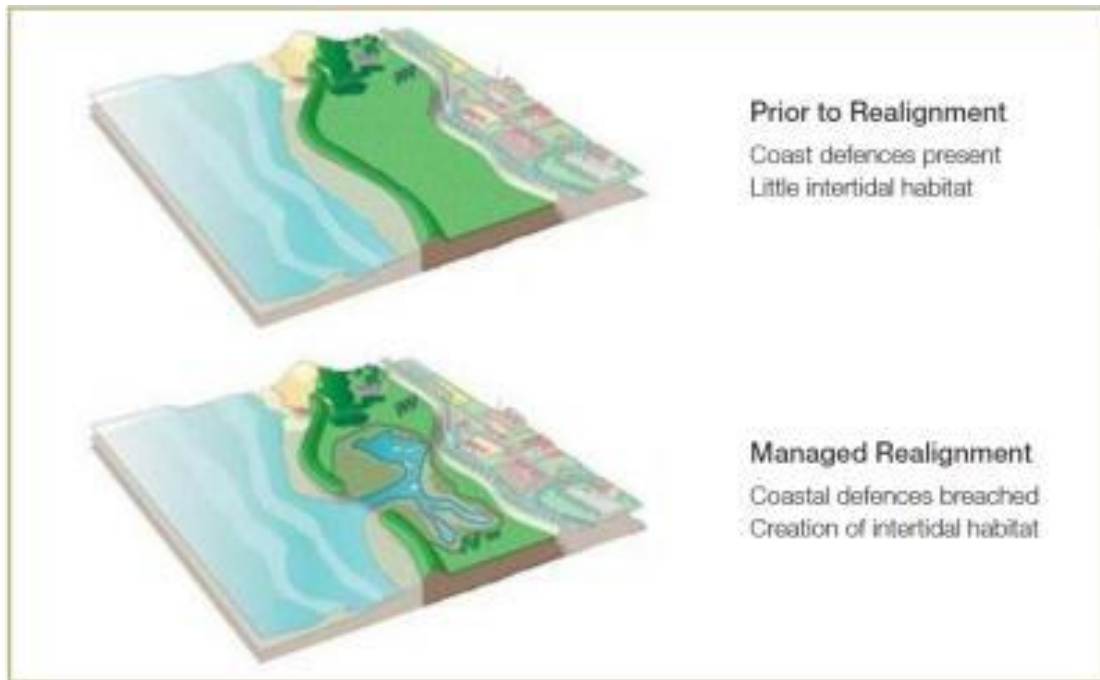 Prior to Realignment
Coast defences present
Little intertidal habitat
Managed Realignment
Coastal defences breached
Creation of intertidal habitat